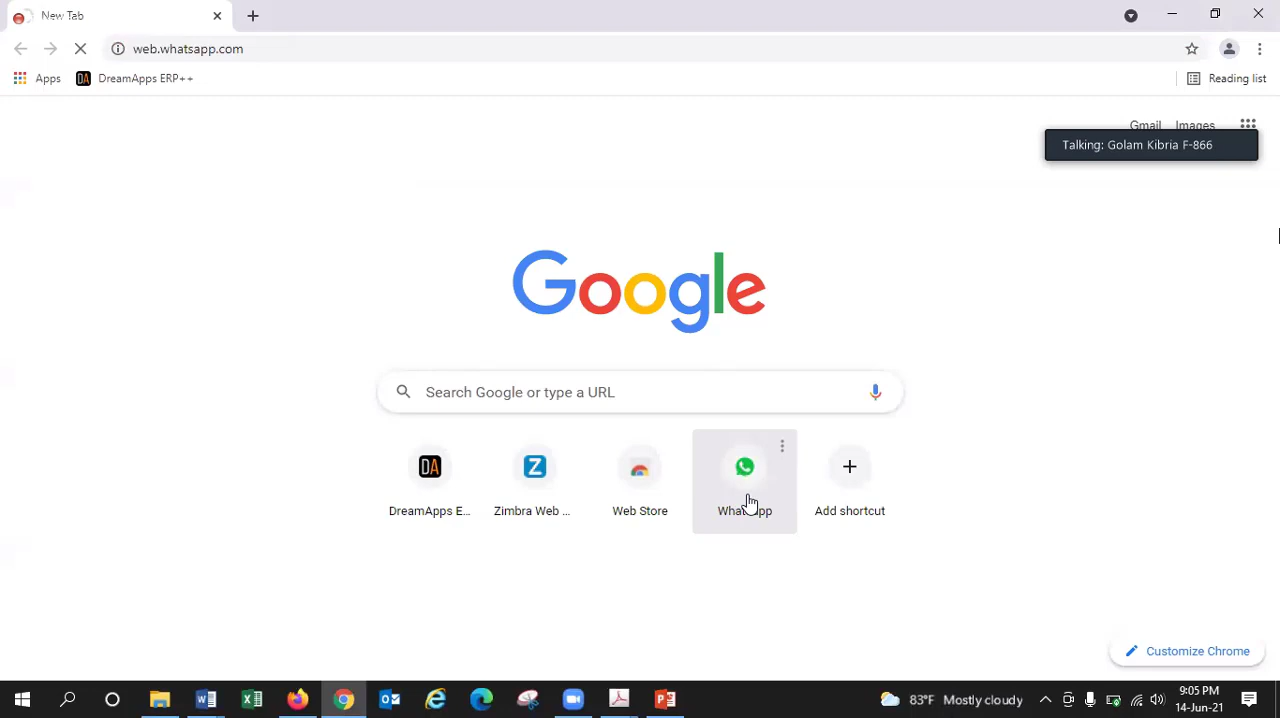 New Tab
web.whatsapp.com
Apps DreamApps ERP++ Reading list
Gmail Images
Talking: Golam Kibria F-866
Google
Search Google or type a URL
DA Z
DreamApps E... Zimbra Web ... Web Store WhatsApp Add shortcut
Customize Chrome
83°F Mostly cloudy
9:05 PM
14-Jun-21